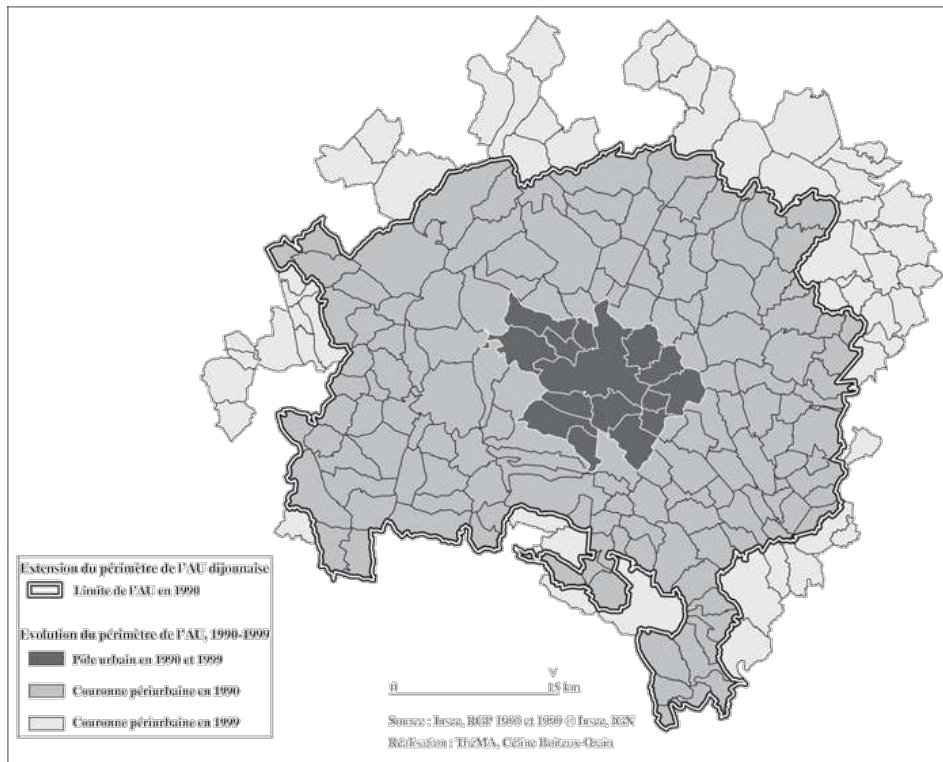 Extension du périmètre de l'AU dijonnaise
Limite de l'AU en 1990
Evolution du périmètre de l'AU, 1990-1999
Pôle urbain en 1990 et 1999
Couronne périurbaine en 1990
Couronne périurbaine en 1999
0 15 km
Source : Insee, RGP 1990 et 1999 © Insee, IGN
Réalisation : ThéMA, Céline Boiteux-Orain